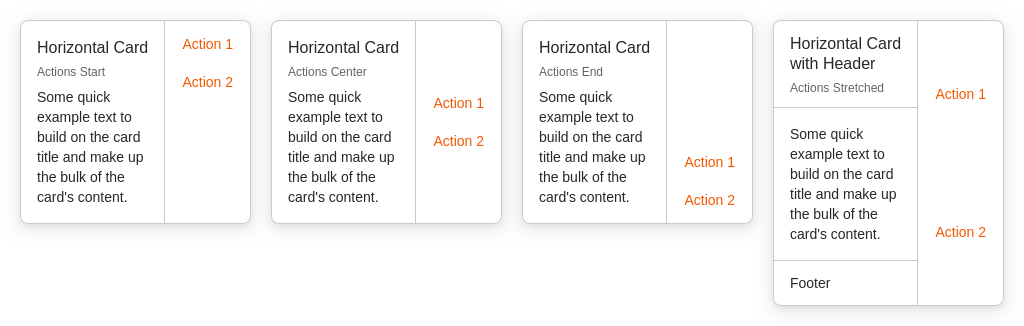 Horizontal Card
Actions Start
Some quick
example text to
build on the card
title and make up
the bulk of the
card's content.
Action 1
Action 2
Horizontal Card
Actions Center
Some quick
example text to
build on the card
title and make up
the bulk of the
card's content.
Action 1
Action 2
Horizontal Card
Actions End
Some quick
example text to
build on the card
title and make up
the bulk of the
card's content.
Action 1
Action 2
Horizontal Card
with Header
Actions Stretched
Some quick
example text to
build on the card
title and make up
the bulk of the
card's content.
Footer
Action 1
Action 2